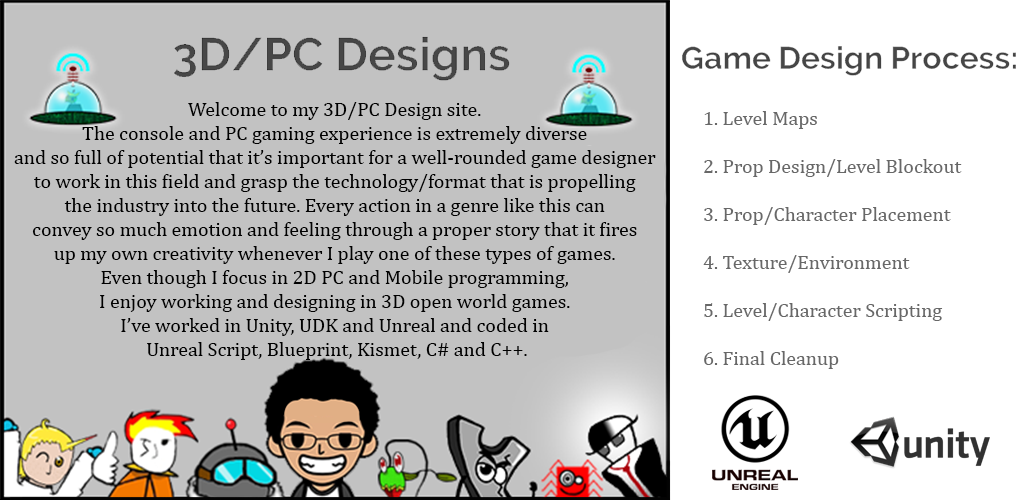 3D/PC Designs
Welcome to my 3D/PC Design site.
The console and PC gaming experience is extremely diverse
and so full of potential that it’s important for a well-rounded game designer
to work in this field and grasp the technology/format that is propelling
the industry into the future. Every action in a genre like this can
convey so much emotion and feeling through a proper story that it fires
up my own creativity whenever I play one of these types of games.
Even though I focus in 2D PC and Mobile programming,
I enjoy working and designing in 3D open world games.
I’ve worked in Unity, UDK and Unreal and coded in
Unreal Script, Blueprint, Kismet, C# and C++.
Game Design Process:
1. Level Maps
2. Prop Design/Level Blockout
3. Prop/Character Placement
4. Texture/Environment
5. Level/Character Scripting
6. Final Cleanup
UNREAL
ENGINE
unity